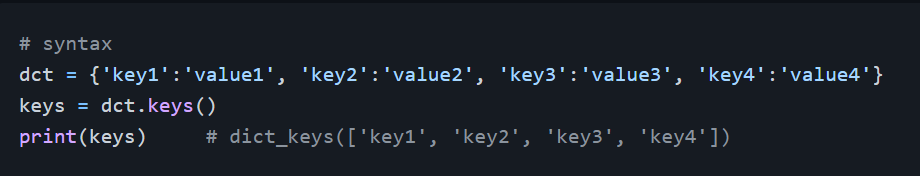 # syntax
dct = {'key1':'value1', 'key2':'value2', 'key3':'value3', 'key4':'value4'}
keys = dct.keys()
print(keys)     # dict_keys(['key1', 'key2', 'key3', 'key4'])